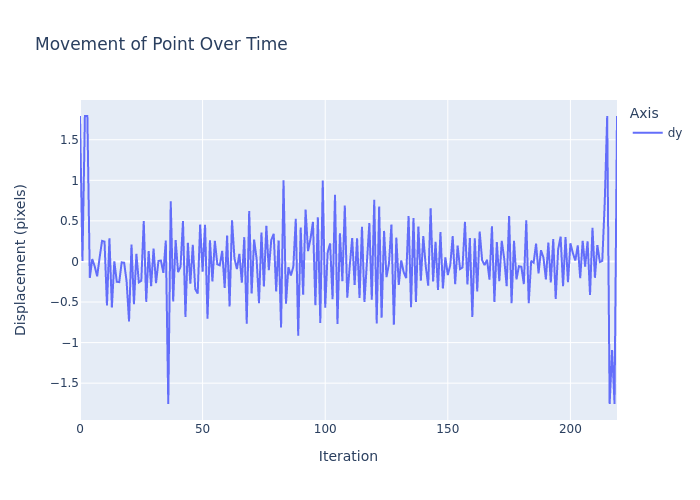 Movement of Point Over Time
Axis
dy
1.5
1
0.5
0
−0.5
−1
−1.5
0
50
100
150
200
Displacement (pixels)
Iteration